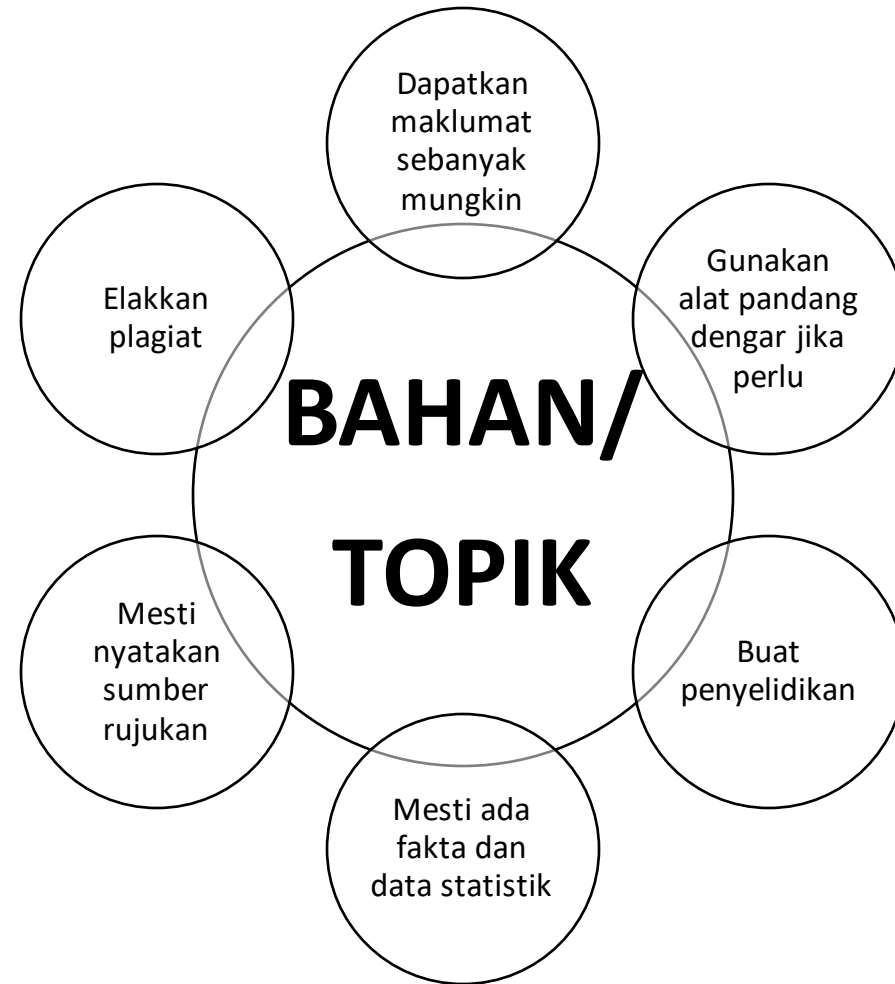 Dapatkan
maklumat
sebanyak
mungkin
Gunakan
alat pandang
dengar jika
perlu
Buat
penyelidikan
Mesti ada
fakta dan
data statistik
Mesti
nyatakan
sumber
rujukan
Elakkan
plagiat
BAHAN/
TOPIK